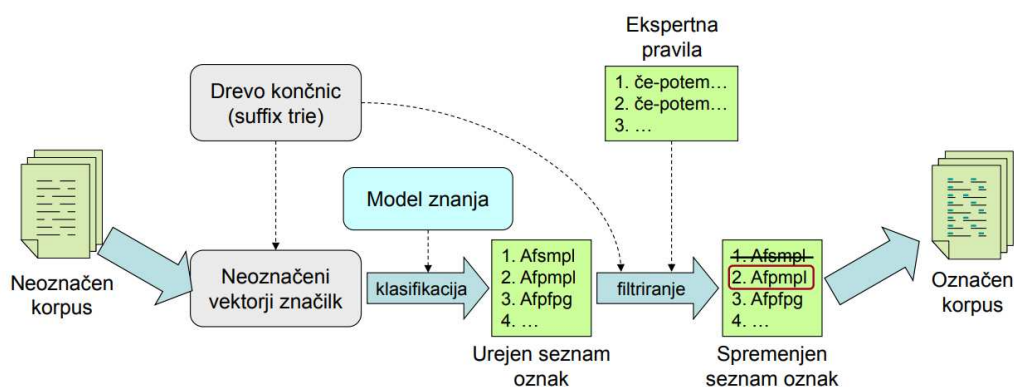 Ekspertna
pravila
1. če-potem…
2. če-potem…
3. …
Drevo končnic
(suffix trie)
Model znanja
Neoznačen
korpus
Neoznačeni
vektorji značilk
klasifikacija
1. Afsmpl
2. Afpmpl
3. Afpfpg
4. …
Urejen seznam
oznak
filtriranje
1. Afsmpl
2. Afpmpl
3. Afpfpg
4. …
Spremenjen
seznam oznak
Označen
korpus